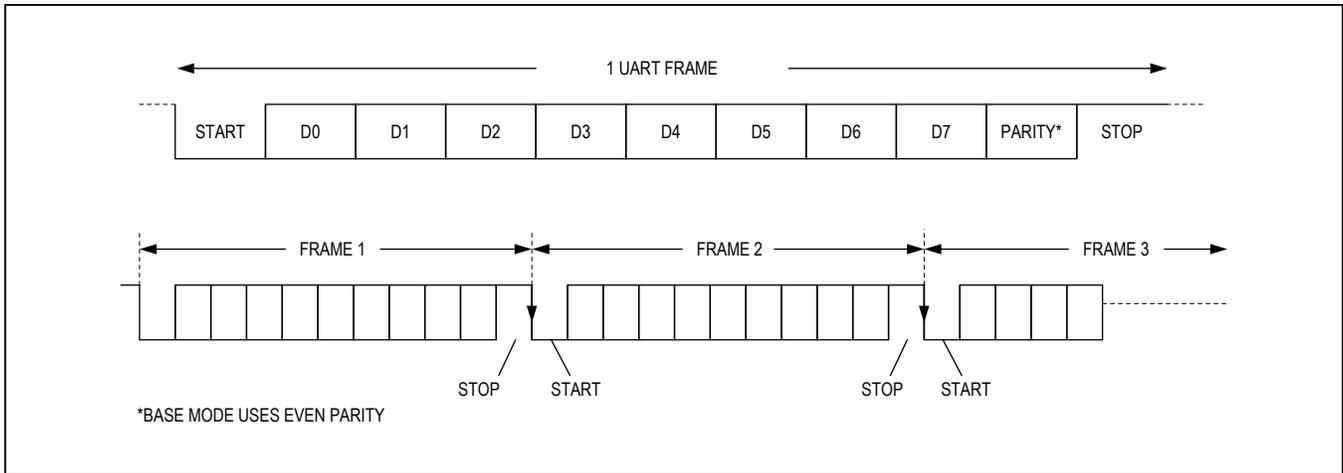 1 UART FRAME
START D0 D1 D2 D3 D4 D5 D6 D7 PARITY* STOP
FRAME 1 FRAME 2 FRAME 3
STOP START STOP START
*BASE MODE USES EVEN PARITY